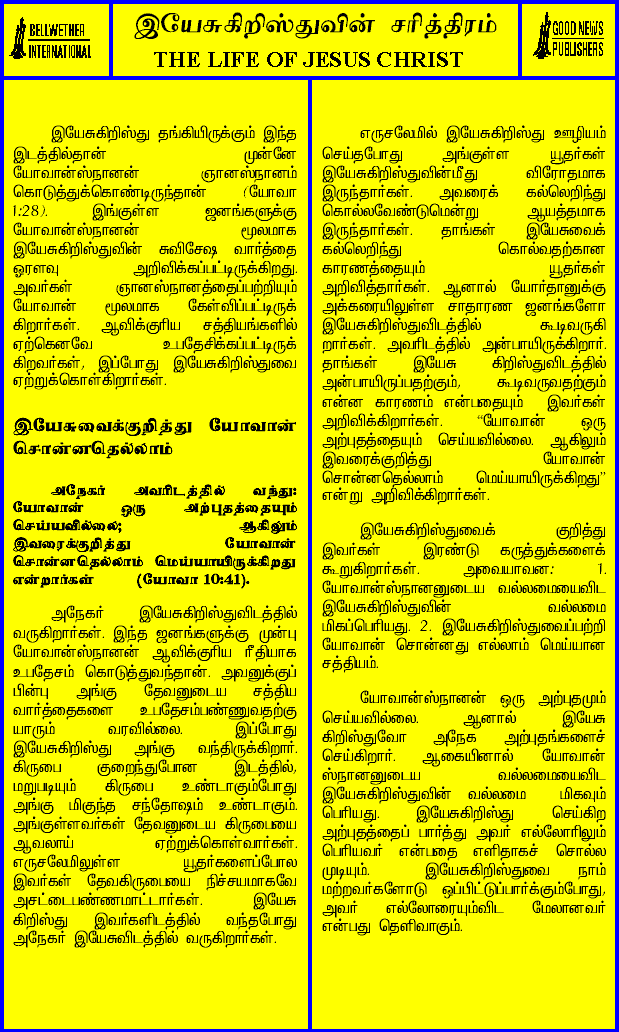 BELLWETHER
INTERNATIONAL
இயேசுகிறிஸ்துவின் சரித்திரம்
THE LIFE OF JESUS CHRIST
GOOD NEWS
PUBLISHERS
இயேசுகிறிஸ்து தங்கியிருக்கும் இந்த
இடத்தில்தான் முன்னே
யோவான்ஸ்நானன் ஞானஸ்நானம்
கொடுத்துக்கொண்டிருந்தான் (யோவா
1:28). இங்குள்ள ஜனங்களுக்கு
யோவான்ஸ்நானன் மூலமாக
இயேசுகிறிஸ்துவின் சுவிசேஷ வார்த்தை
ஓரளவு அறிவிக்கப்பட்டிருக்கிறது.
அவர்கள் ஞானஸ்நானத்தைப்பற்றியும்
யோவான் மூலமாக கேள்விப்பட்டிருக்
கிறார்கள். ஆவிக்குரிய சத்தியங்களில்
ஏற்கெனவே உபதேசிக்கப்பட்டிருக்
கிறவர்கள், இப்போது இயேசுகிறிஸ்துவை
ஏற்றுக்கொள்கிறார்கள்.
இயேசுவைக்குறித்து யோவான்
சொன்னதெல்லாம்
அநேகர் அவரிடத்தில் வந்து:
யோவான் ஒரு அற்புதத்தையும்
செய்யவில்லை; ஆகிலும்
இவரைக்குறித்து யோவான்
சொன்னதெல்லாம் மெய்யாயிருக்கிறது
என்றார்கள் (யோவா 10:41).
அநேகர் இயேசுகிறிஸ்துவிடத்தில்
வருகிறார்கள். இந்த ஜனங்களுக்கு முன்பு
யோவான்ஸ்நானன் ஆவிக்குரிய ரீதியாக
உபதேசம் கொடுத்துவந்தான். அவனுக்குப்
பின்பு அங்கு தேவனுடைய சத்திய
வார்த்தைகளை உபதேசம்பண்ணுவதற்கு
யாரும் வரவில்லை. இப்போது
இயேசுகிறிஸ்து அங்கு வந்திருக்கிறார்.
கிருபை குறைந்துபோன இடத்தில்,
மறுபடியும் கிருபை உண்டாகும்போது
அங்கு மிகுந்த சந்தோஷம் உண்டாகும்.
அங்குள்ளவர்கள் தேவனுடைய கிருபையை
ஆவலாய் ஏற்றுக்கொள்வார்கள்.
எருசலேமிலுள்ள யூதர்களைப்போல
இவர்கள் தேவகிருபையை நிச்சயமாகவே
அசட்டைபண்ணமாட்டார்கள். இயேசு
கிறிஸ்து இவர்களிடத்தில் வந்தபோது
அநேகர் இயேசுவிடத்தில் வருகிறார்கள்.
எருசலேமில் இயேசுகிறிஸ்து ஊழியம்
செய்தபோது அங்குள்ள யூதர்கள்
இயேசுகிறிஸ்துவின்மீது விரோதமாக
இருந்தார்கள். அவரைக் கல்லெறிந்து
கொல்லவேண்டுமென்று ஆயத்தமாக
இருந்தார்கள். தாங்கள் இயேசுவைக்
கல்லெறிந்து கொல்வதற்கான
காரணத்தையும் யூதர்கள்
அறிவித்தார்கள். ஆனால் யோர்தானுக்கு
அக்கரையிலுள்ள சாதாரண ஜனங்களோ
இயேசுகிறிஸ்துவிடத்தில் கூடிவருகி
றார்கள். அவரிடத்தில் அன்பாயிருக்கிறார்.
தாங்கள் இயேசு கிறிஸ்துவிடத்தில்
அன்பாயிருப்பதற்கும், கூடிவருவதற்கும்
என்ன காரணம் என்பதையும் இவர்கள்
அறிவிக்கிறார்கள். “யோவான் ஒரு
அற்புதத்தையும் செய்யவில்லை. ஆகிலும்
இவரைக்குறித்து யோவான்
சொன்னதெல்லாம் மெய்யாயிருக்கிறது”
என்று அறிவிக்கிறார்கள்.
இயேசுகிறிஸ்துவைக் குறித்து
இவர்கள் இரண்டு கருத்துக்களைக்
கூறுகிறார்கள். அவையாவன: 1.
யோவான்ஸ்நானனுடைய வல்லமையைவிட
இயேசுகிறிஸ்துவின் வல்லமை
மிகப்பெரியது. 2. இயேசுகிறிஸ்துவைப்பற்றி
யோவான் சொன்னது எல்லாம் மெய்யான
சத்தியம்.
யோவான்ஸ்நானன் ஒரு அற்புதமும்
செய்யவில்லை. ஆனால் இயேசு
கிறிஸ்துவோ அநேக அற்புதங்களைச்
செய்கிறார். ஆகையினால் யோவான்
ஸ்நானனுடைய வல்லமையைவிட
இயேசுகிறிஸ்துவின் வல்லமை மிகவும்
பெரியது. இயேசுகிறிஸ்து செய்கிற
அற்புதத்தைப் பார்த்து அவர் எல்லோரிலும்
பெரியவர் என்பதை எளிதாகச் சொல்ல
முடியும். இயேசுகிறிஸ்துவை நாம்
மற்றவர்களோடு ஒப்பிட்டுப்பார்க்கும்போது,
அவர் எல்லோரையும்விட மேலானவர்
என்பது தெளிவாகும்.